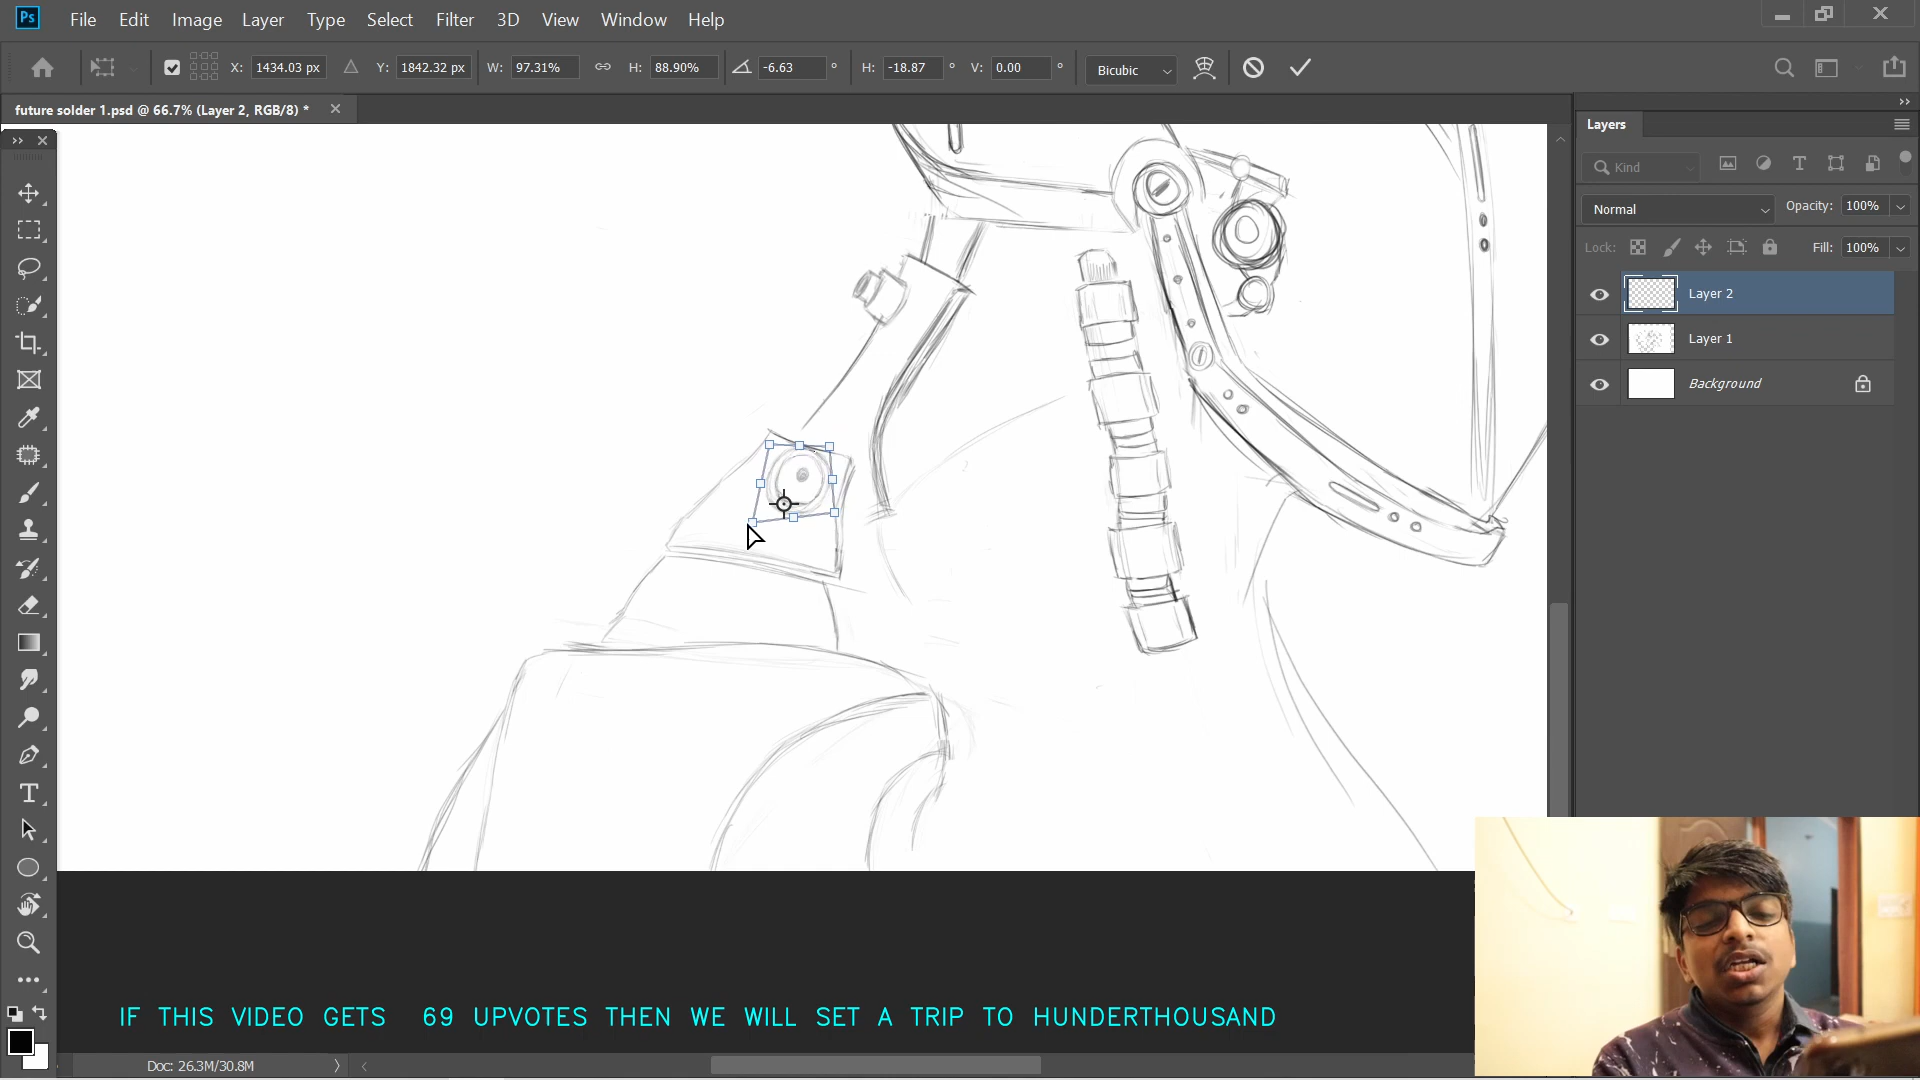 Ps File Edit Image Layer Type Select Filter 3D View Window Help
X: 1434.03 px Y: 1842.32 px W: 97.31% H: 88.90% -6.63 ° H: -18.87 ° V: 0.00 ° Bicubic
future solder 1.psd @ 66.7% (Layer 2, RGB/8) *
Layers
Kind
Normal Opacity: 100%
Lock: Fill: 100%
Layer 2
Layer 1
Background
IF THIS VIDEO GETS 69 UPVOTES THEN WE WILL SET A TRIP TO HUNDERTHOUSAND
Doc: 26.3M/30.8M